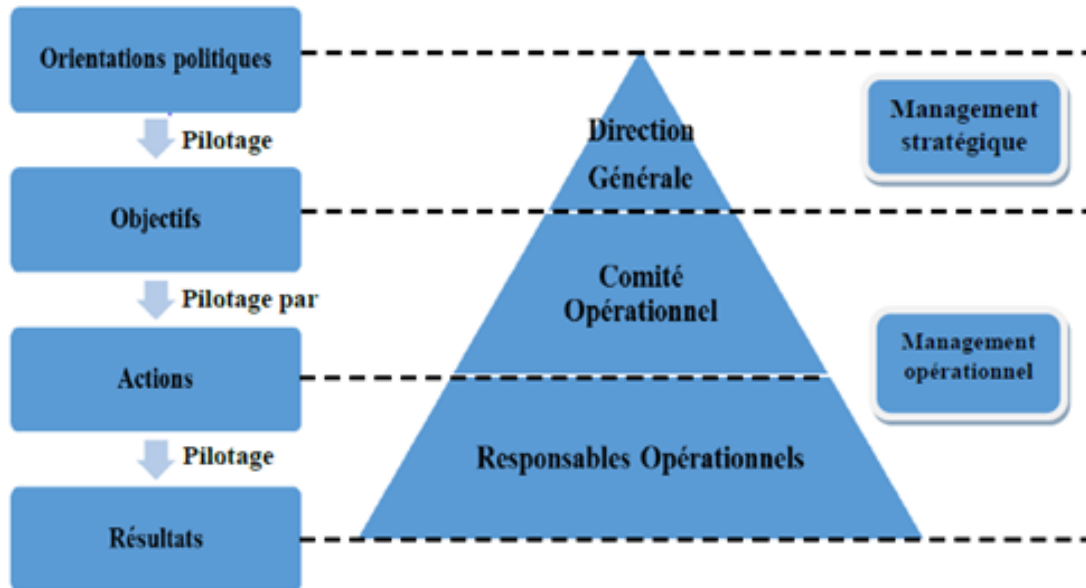 Orientations politiques
Pilotage
Objectifs
Pilotage par
Actions
Pilotage
Résultats
Direction
Générale
Comité
Opérationnel
Responsables Opérationnels
Management
stratégique
Management
opérationnel